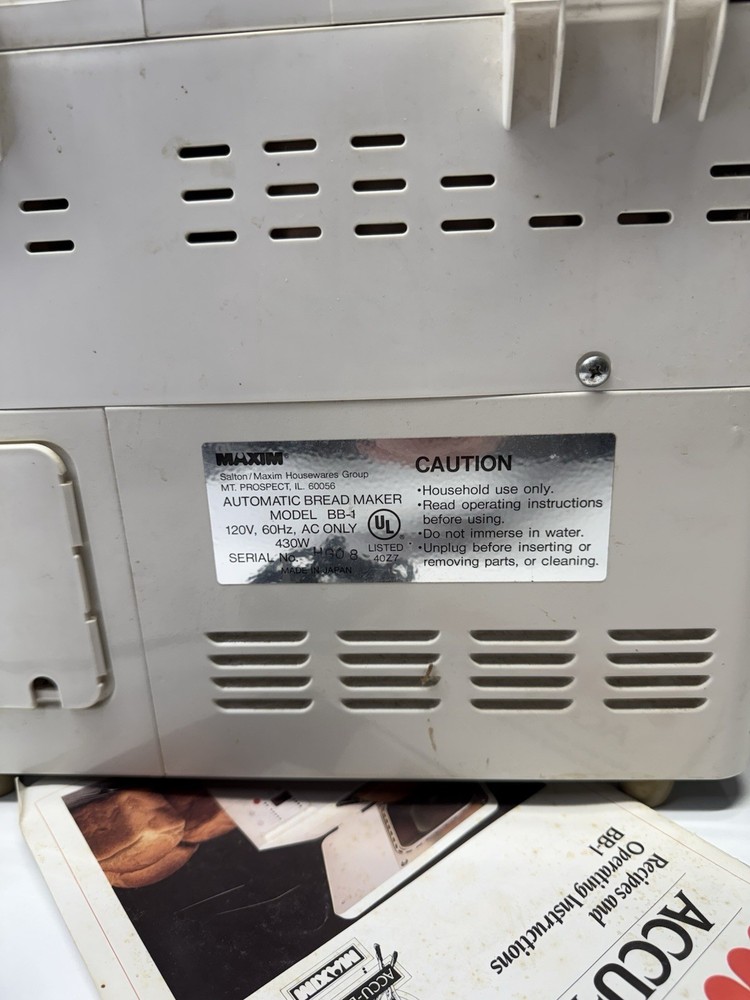 MAXIM®
Salton/Maxim Housewares Group
MT. PROSPECT, IL. 60056
AUTOMATIC BREAD MAKER
MODEL BB-1
120V, 60Hz, AC ONLY
430W
SERIAL No.
MADE IN JAPAN
UL
LISTED
40Z7
CAUTION
•Household use only.
•Read operating instructions
before using.
•Do not immerse in water.
•Unplug before inserting or
removing parts, or cleaning.
Recipes and
Operating Instructions
BB-1
ACCU
MAXIM